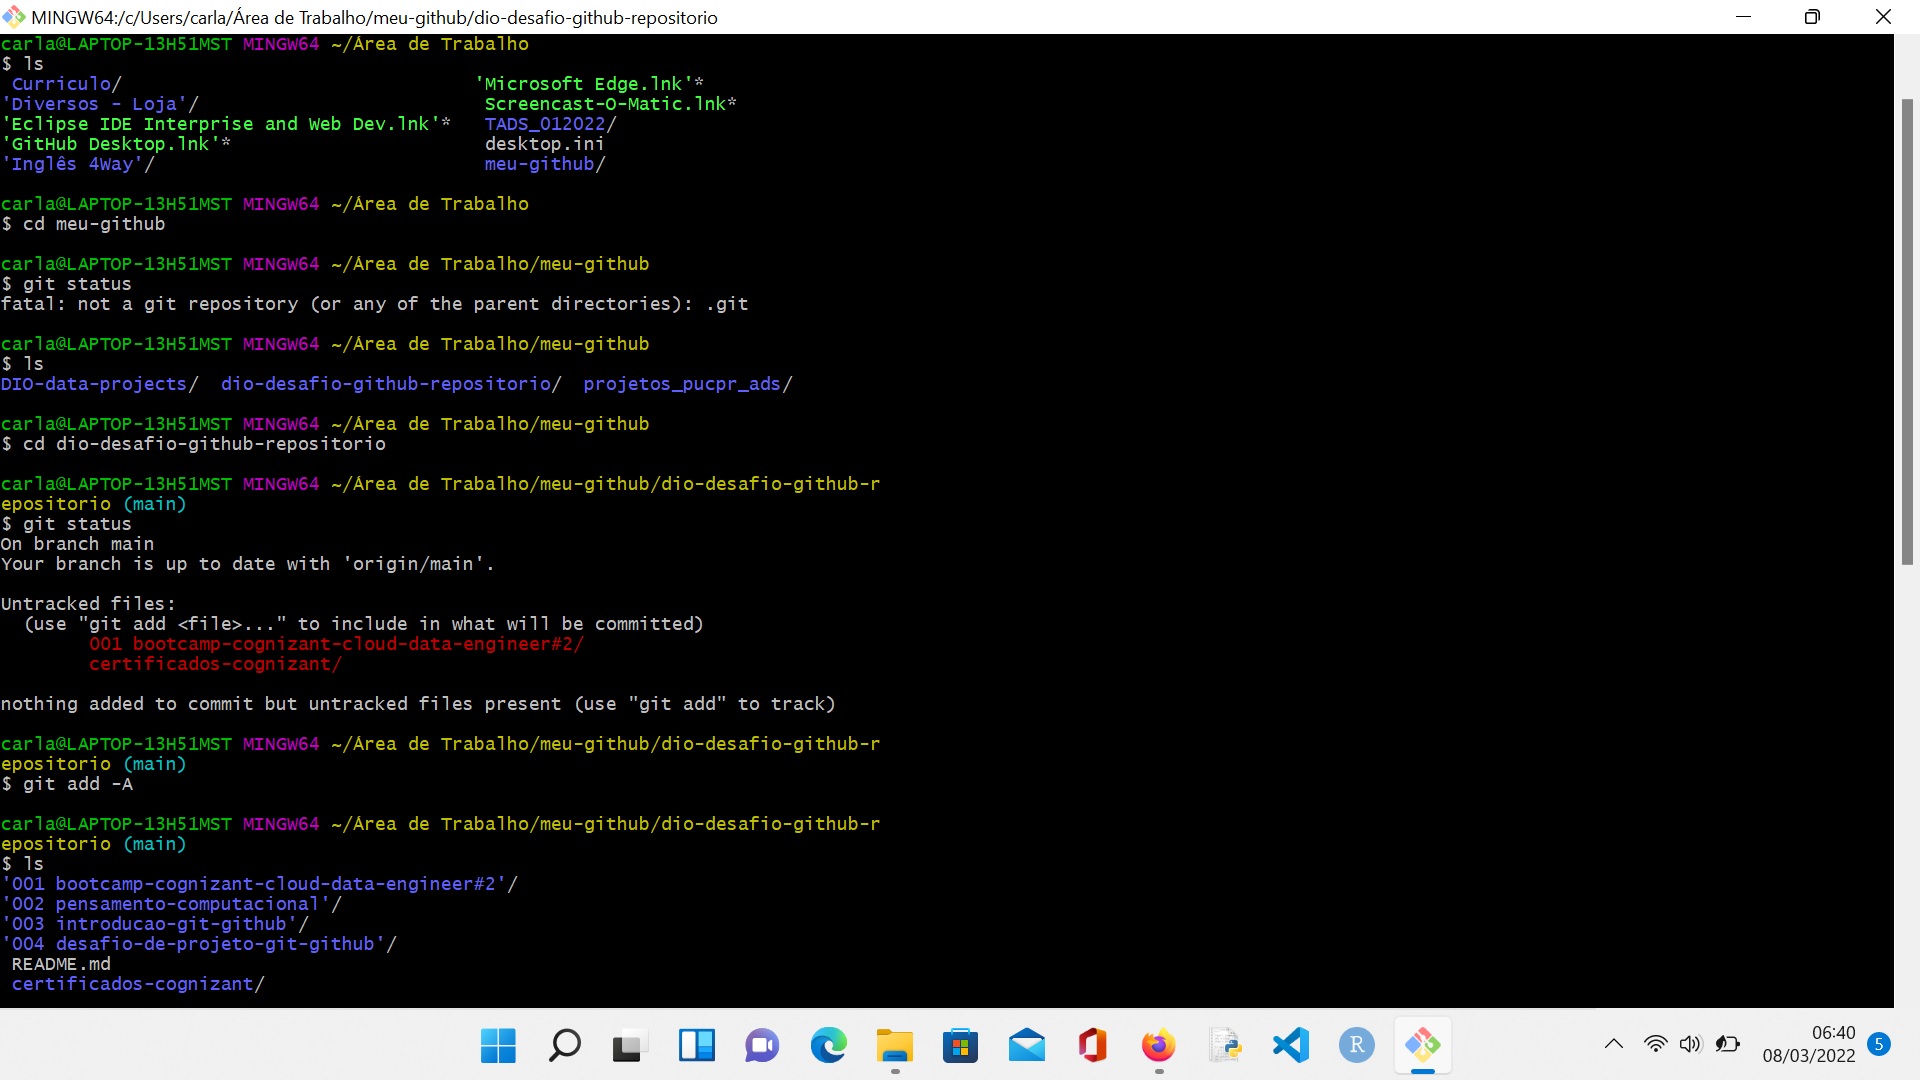 MINGW64:/c/Users/carla/Área de Trabalho/meu-github/dio-desafio-github-repositorio
carla@LAPTOP-13H51MST MINGW64 ~/Área de Trabalho
$ ls
Curriculo/ 'Microsoft Edge.lnk'*
'Diversos - Loja'/ Screencast-O-Matic.lnk*
'Eclipse IDE Interprise and Web Dev.lnk'* TADS_012022/
'GitHub Desktop.lnk'* desktop.ini
'Inglês 4Way'/ meu-github/
carla@LAPTOP-13H51MST MINGW64 ~/Área de Trabalho
$ cd meu-github
carla@LAPTOP-13H51MST MINGW64 ~/Área de Trabalho/meu-github
$ git status
fatal: not a git repository (or any of the parent directories): .git
carla@LAPTOP-13H51MST MINGW64 ~/Área de Trabalho/meu-github
$ ls
DIO-data-projects/ dio-desafio-github-repositorio/ projetos_pucpr_ads/
carla@LAPTOP-13H51MST MINGW64 ~/Área de Trabalho/meu-github
$ cd dio-desafio-github-repositorio
carla@LAPTOP-13H51MST MINGW64 ~/Área de Trabalho/meu-github/dio-desafio-github-r
epositorio (main)
$ git status
On branch main
Your branch is up to date with 'origin/main'.
Untracked files:
(use "git add <file>..." to include in what will be committed)
001 bootcamp-cognizant-cloud-data-engineer#2/
certificados-cognizant/
nothing added to commit but untracked files present (use "git add" to track)
carla@LAPTOP-13H51MST MINGW64 ~/Área de Trabalho/meu-github/dio-desafio-github-r
epositorio (main)
$ git add -A
carla@LAPTOP-13H51MST MINGW64 ~/Área de Trabalho/meu-github/dio-desafio-github-r
epositorio (main)
$ ls
'001 bootcamp-cognizant-cloud-data-engineer#2'/
'002 pensamento-computacional'/
'003 introducao-git-github'/
'004 desafio-de-projeto-git-github'/
README.md
certificados-cognizant/
R
06:40
08/03/2022
5